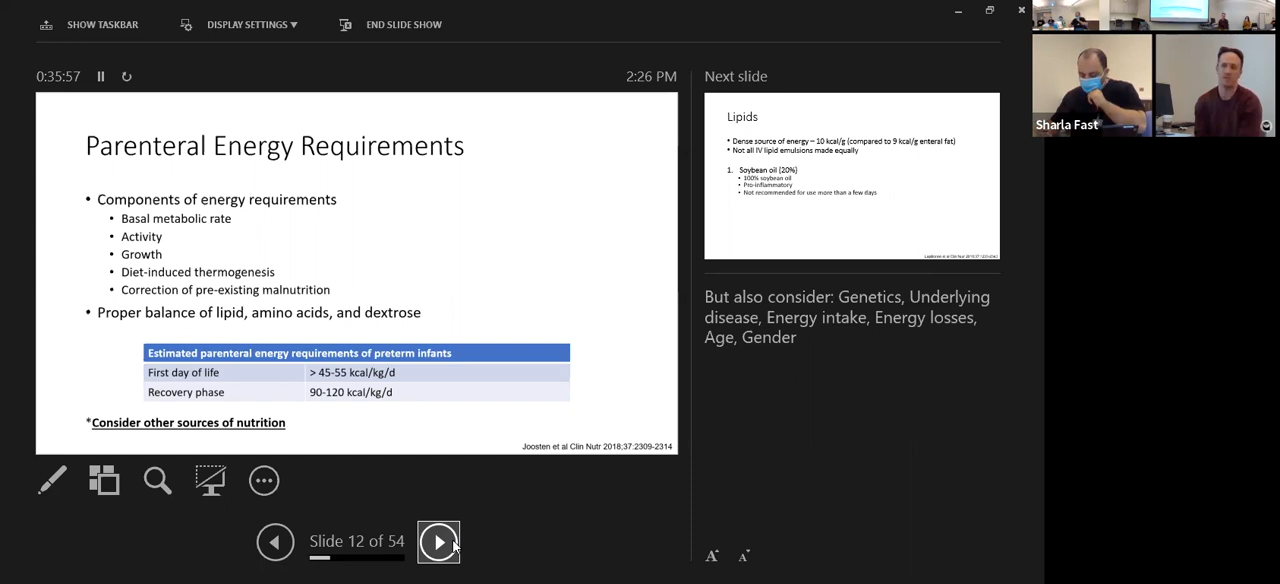 SHOW TASKBAR
DISPLAY SETTINGS ▼
END SLIDE SHOW
0:35:57
2:26 PM
Parenteral Energy Requirements
• Components of energy requirements
• Basal metabolic rate
• Activity
• Growth
• Diet-induced thermogenesis
• Correction of pre-existing malnutrition
• Proper balance of lipid, amino acids, and dextrose
Estimated parenteral energy requirements of preterm infants
First day of life > 45-55 kcal/kg/d
Recovery phase 90-120 kcal/kg/d
*Consider other sources of nutrition
Joosten et al Clin Nutr 2018;37:2309-2314
Slide 12 of 54
Next slide
Lipids
• Dense source of energy – 10 kcal/g (compared to 9 kcal/g enteral fat)
• Not all IV lipid emulsions made equally
1. Soybean oil (20%)
• 100% soybean oil
• Pro-inflammatory
• Not recommended for use more than a few days
et al Clin Nutr
But also consider: Genetics, Underlying
disease, Energy intake, Energy losses,
Age, Gender
A A
Sharla Fast